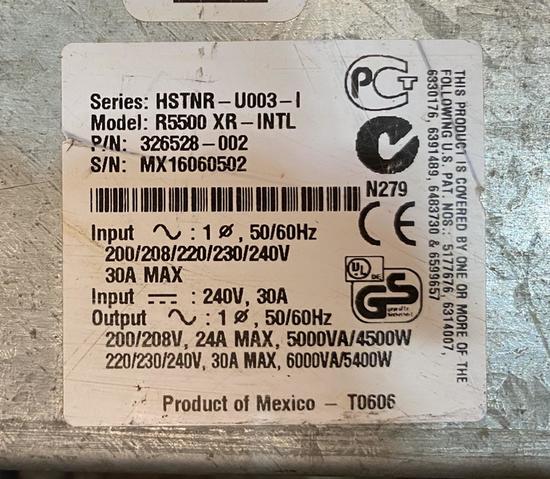 Series: HSTNR-U003-I
Model: R5500 XR-INTL
P/N: 326528-002
S/N: MX16060502
N279
Input ∿ : 1 ø, 50/60Hz
200/208/220/230/240V
30A MAX
Input ⎓ : 240V, 30A
Output ∿ : 1 ø, 50/60Hz
200/208V, 24A MAX, 5000VA/4500W
220/230/240V, 30A MAX, 6000VA/5400W
Product of Mexico - T0606
PCT
CE
UL
GS
THIS PRODUCT IS COVERED BY ONE OR MORE OF THE
FOLLOWING U.S. PAT. NOS.: 5177676, 6314007,
6330176, 6391489, 6483730 & 6599657